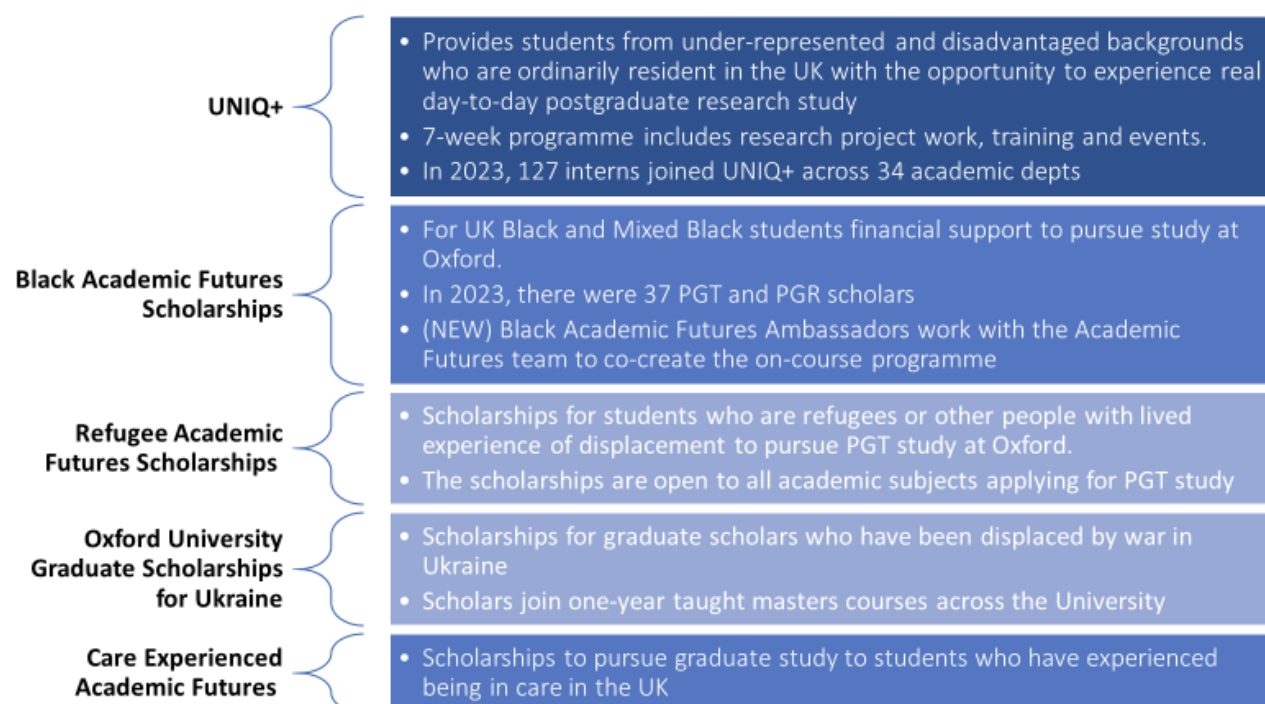 UNIQ+
• Provides students from under-represented and disadvantaged backgrounds
who are ordinarily resident in the UK with the opportunity to experience real
day-to-day postgraduate research study
• 7-week programme includes research project work, training and events.
• In 2023, 127 interns joined UNIQ+ across 34 academic depts
Black Academic Futures
Scholarships
• For UK Black and Mixed Black students financial support to pursue study at
Oxford.
• In 2023, there were 37 PGT and PGR scholars
• (NEW) Black Academic Futures Ambassadors work with the Academic
Futures team to co-create the on-course programme
Refugee Academic
Futures Scholarships
• Scholarships for students who are refugees or other people with lived
experience of displacement to pursue PGT study at Oxford.
• The scholarships are open to all academic subjects applying for PGT study
Oxford University
Graduate Scholarships
for Ukraine
• Scholarships for graduate scholars who have been displaced by war in
Ukraine
• Scholars join one-year taught masters courses across the University
Care Experienced
Academic Futures
• Scholarships to pursue graduate study to students who have experienced
being in care in the UK